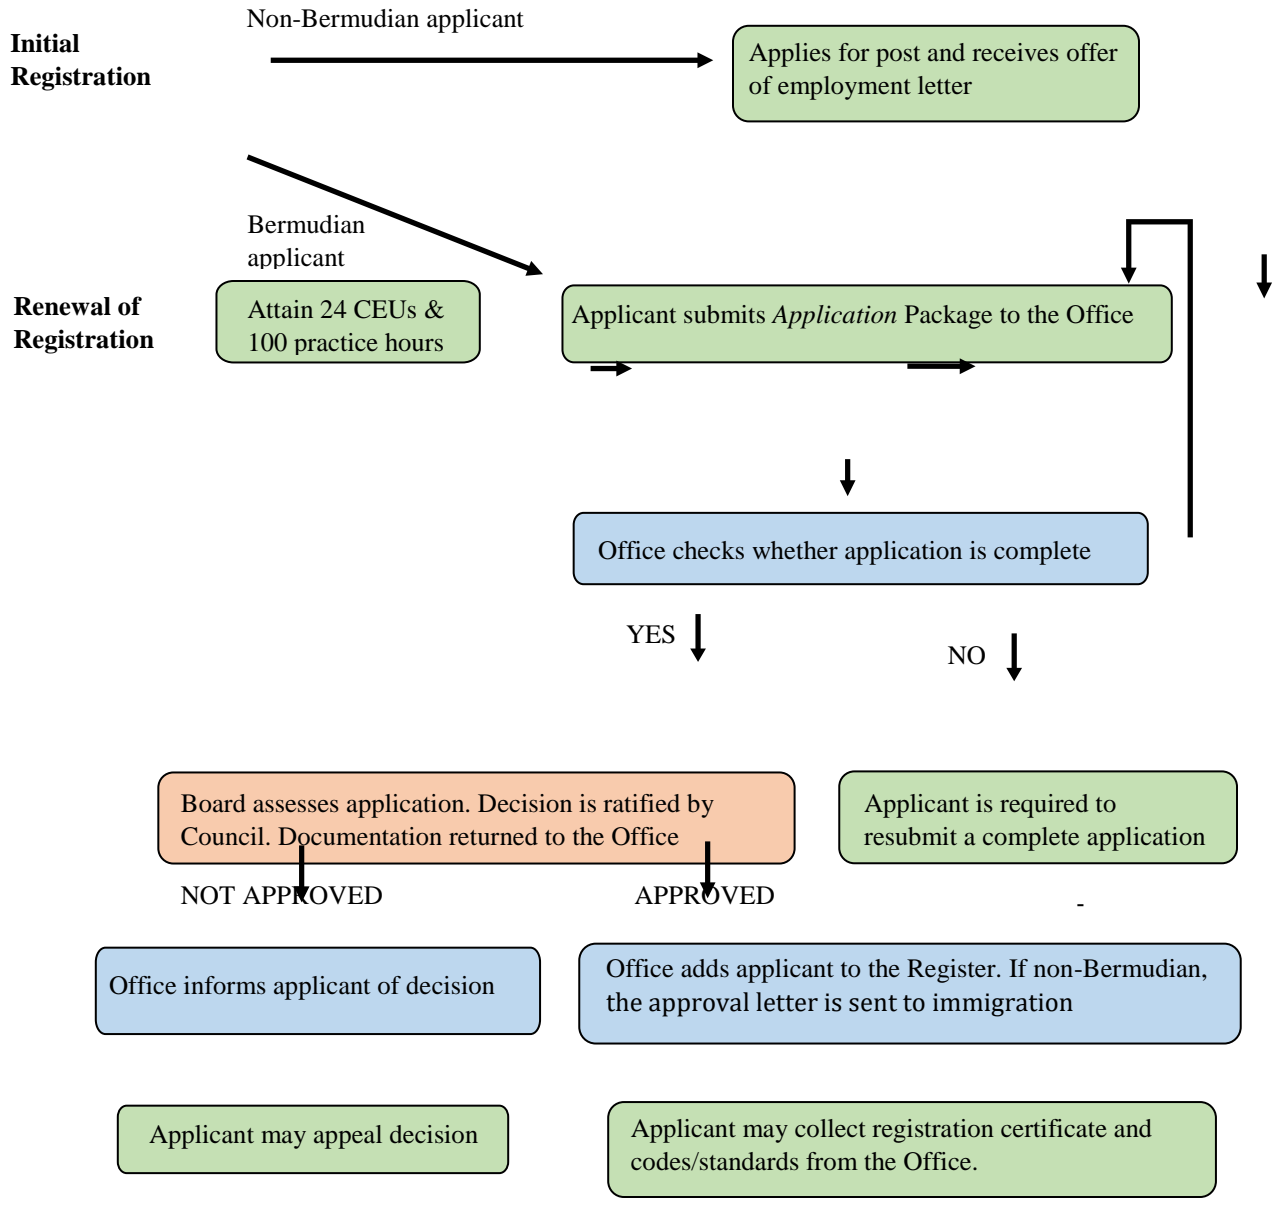 Non-Bermudian applicant
Initial
Registration
Applies for post and receives offer
of employment letter
Bermudian
applicant
Renewal of
Registration
Attain 24 CEUs &
100 practice hours
Applicant submits Application Package to the Office
Office checks whether application is complete
YES
NO
Board assesses application. Decision is ratified by
Council. Documentation returned to the Office
Applicant is required to
resubmit a complete application
NOT APPROVED
APPROVED
-
Office informs applicant of decision
Office adds applicant to the Register. If non-Bermudian,
the approval letter is sent to immigration
Applicant may appeal decision
Applicant may collect registration certificate and
codes/standards from the Office.